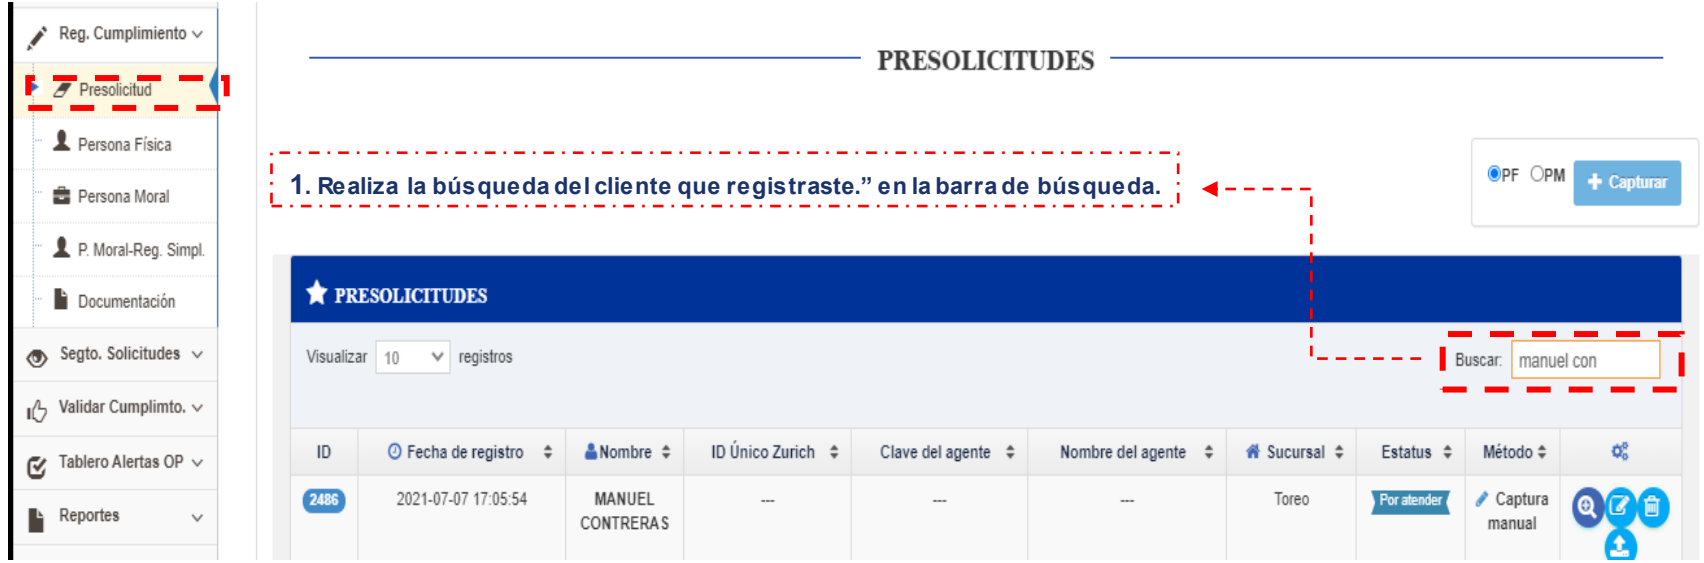 Reg. Cumplimiento
Presolicitud
Persona Física
Persona Moral
P. Moral-Reg. Simpl.
Documentación
Segto. Solicitudes
Validar Cumplimto.
Tablero Alertas OP
Reportes
PRESOLICITUDES
1. Realiza la búsqueda del cliente que registraste.” en la barra de búsqueda.
PF PM + Capturar
PRESOLICITUDES
Visualizar 10 registros
Buscar: manuel con
ID Fecha de registro Nombre ID Único Zurich Clave del agente Nombre del agente Sucursal Estatus Método
2486 2021-07-07 17:05:54 MANUEL --- --- --- Toreo Por atender Captura
CONTRERAS manual